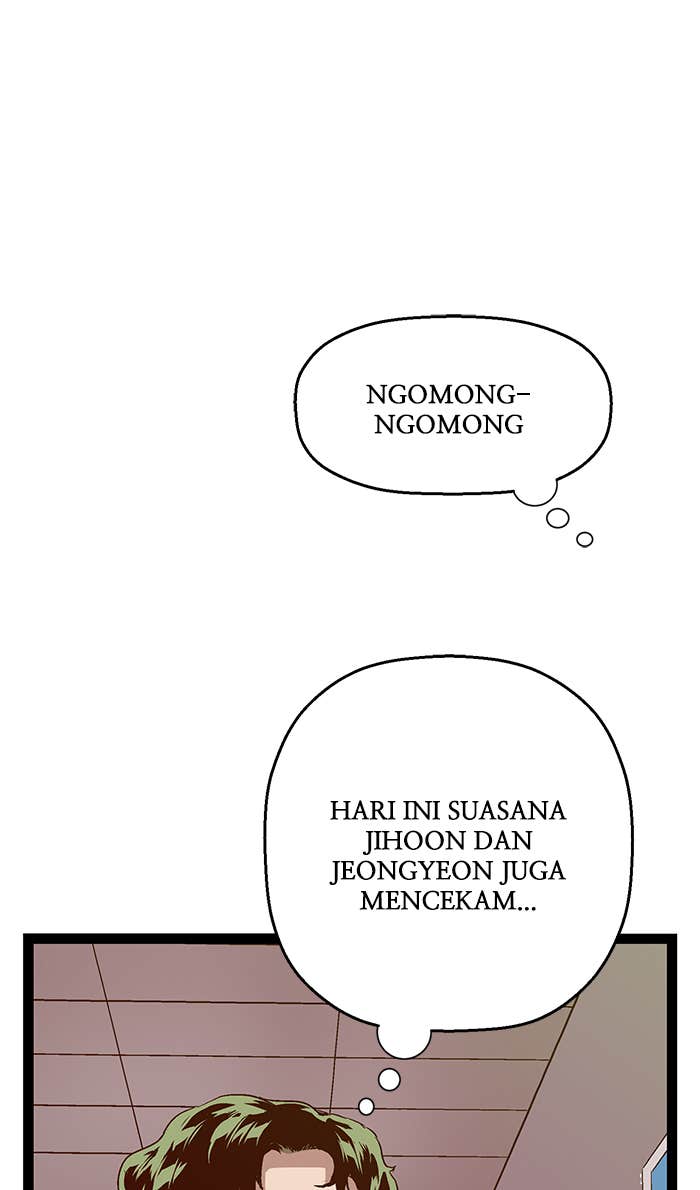 NGOMONG-
NGOMONG
HARI INI SUASANA
JIHOON DAN
JEONGYEON JUGA
MENCEKAM...